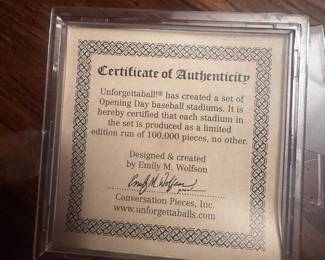 Certificate of Authenticity
Unforgettaball!® has created a set of
Opening Day baseball stadiums. It is
hereby certified that each stadium in
the set is produced as a limited
edition run of 100,000 pieces, no other.
Designed & created
by Emily M. Wolfson
Emily M. Wolfson
Conversation Pieces, Inc.
www.unforgettaballs.com